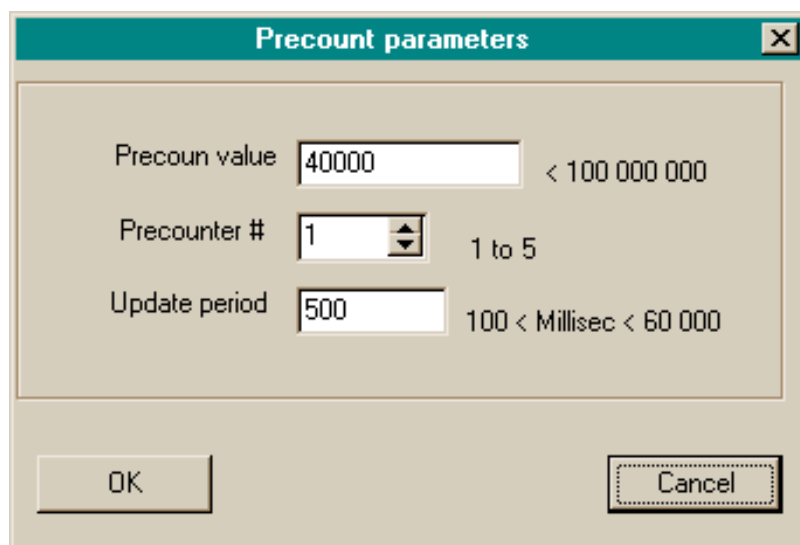 Precount parameters
Precoun value 40000 < 100 000 000
Precounter # 1 1 to 5
Update period 500 100 < Millisec < 60 000
OK Cancel